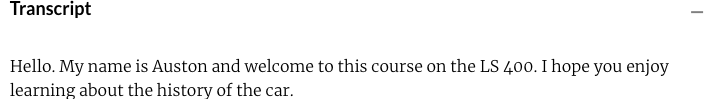 Transcript
Hello. My name is Auston and welcome to this course on the LS 400. I hope you enjoy
learning about the history of the car.